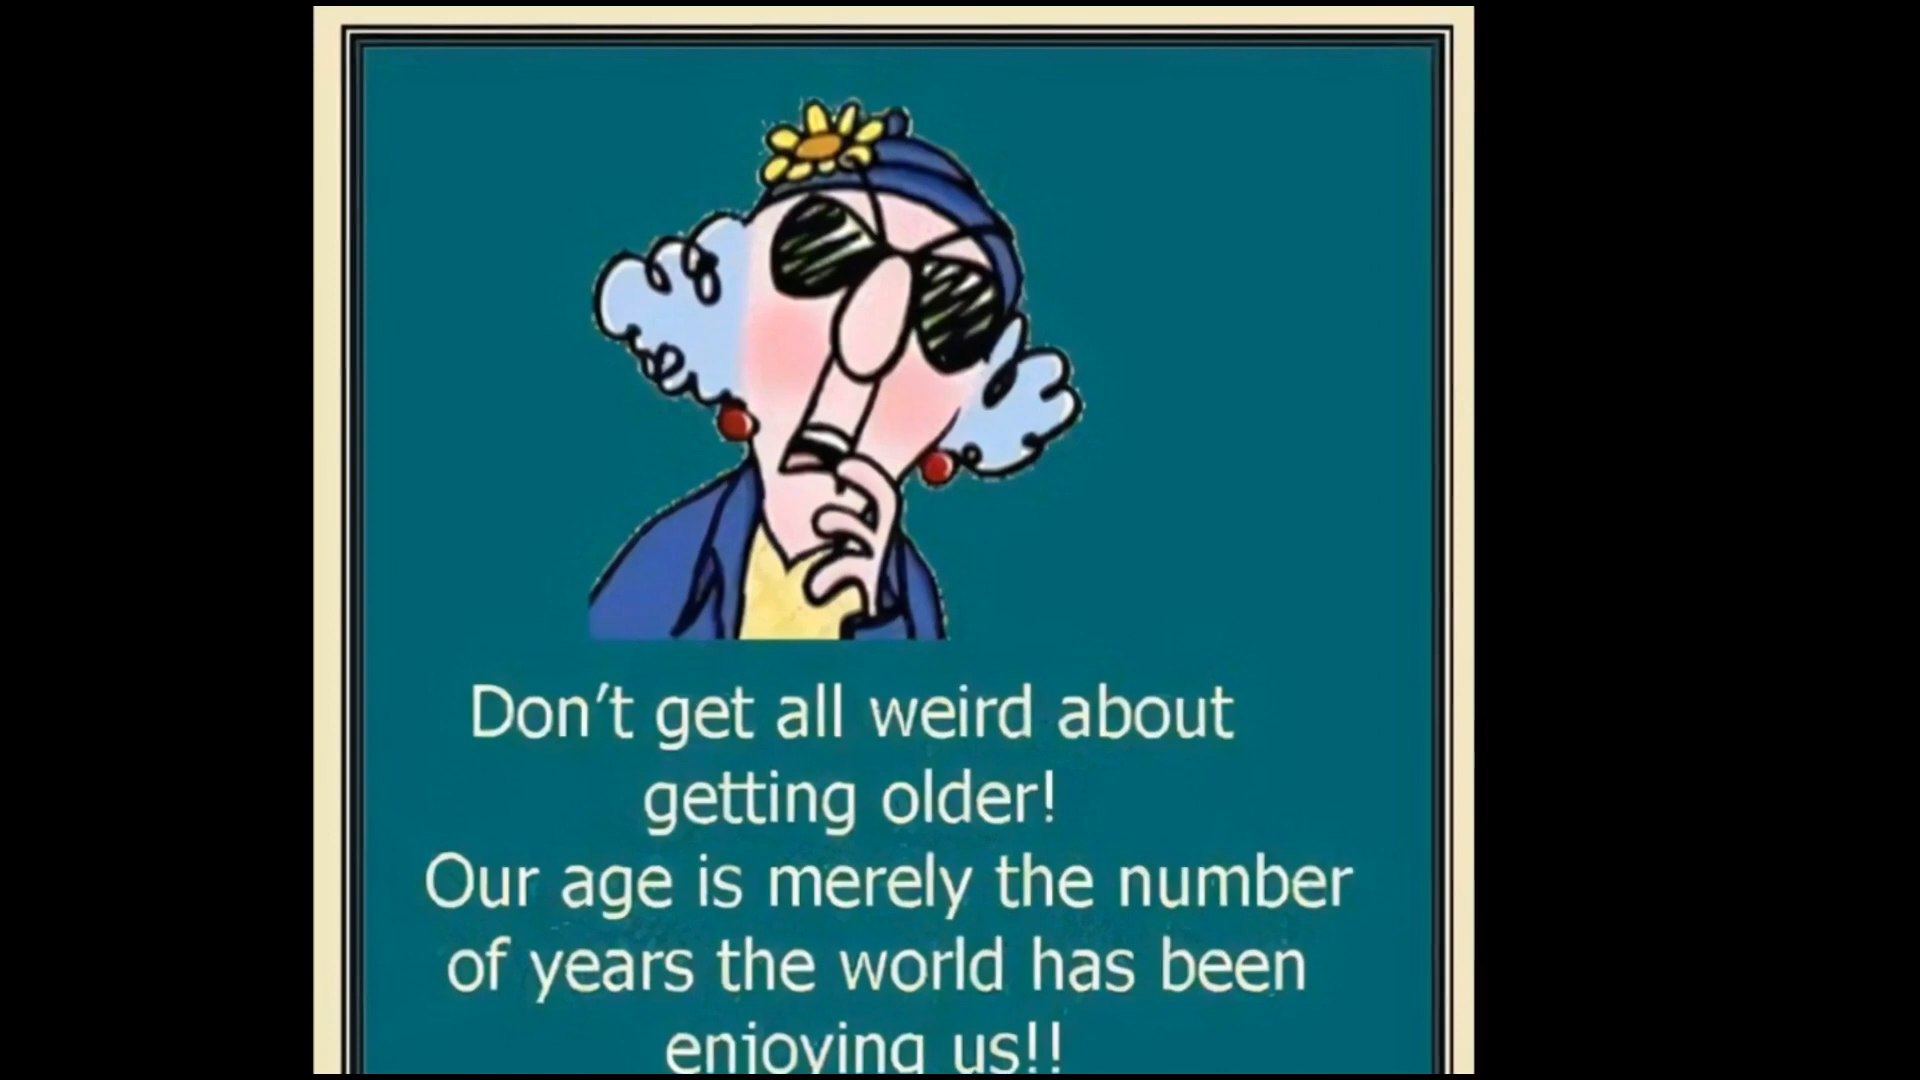 Don't get all weird about
getting older!
Our age is merely the number
of years the world has been
enjoying us!!